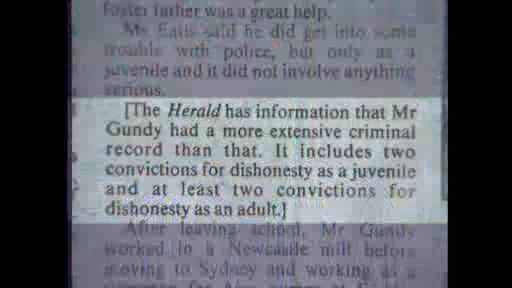 foster father was a great help.
Mr Eatts said he did get into some
trouble with police, but only as a
juvenile and it did not involve anything
serious.
[The Herald has information that Mr
Gundy had a more extensive criminal
record than that. It includes two
convictions for dishonesty as a juvenile
and at least two convictions for
dishonesty as an adult.]
After leaving school, Mr Gundy
worked in a Newcastle mill before
moving to Sydney and working as a